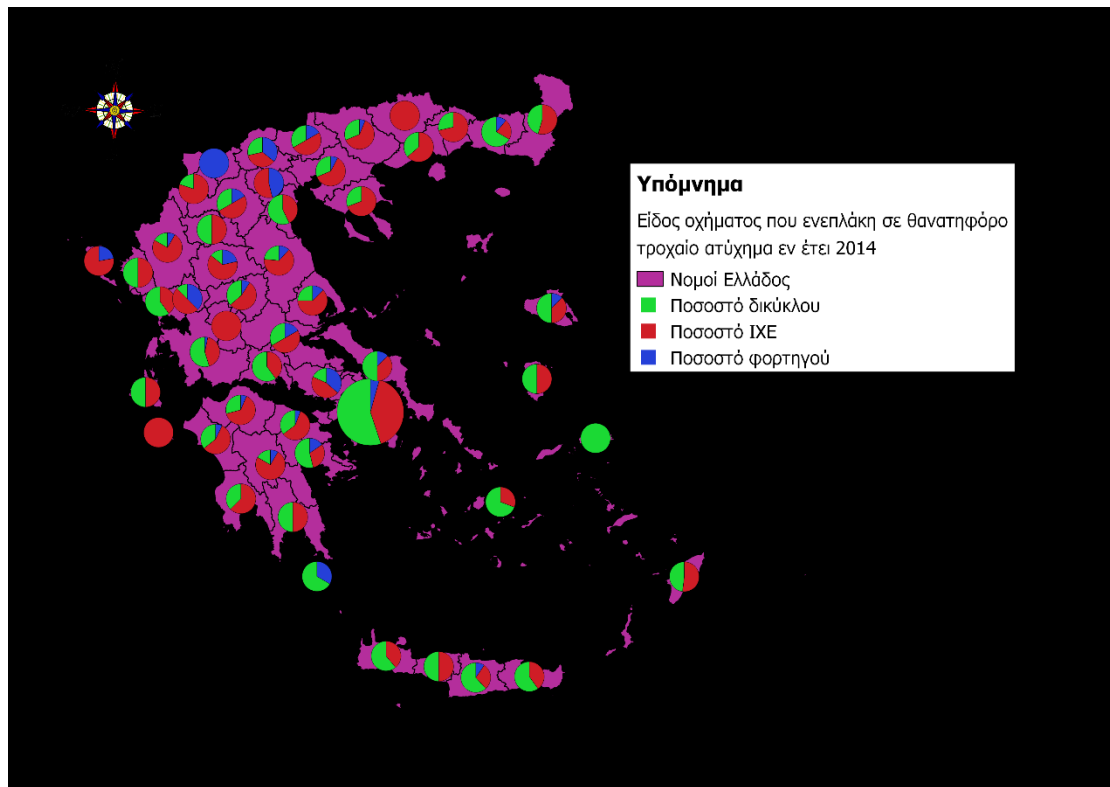 Υπόμνημα
Είδος οχήματος που ενεπλάκη σε θανατηφόρο
τροχαίο ατύχημα εν έτει 2014
Νομοί Ελλάδος
Ποσοστό δικύκλου
Ποσοστό ΙΧΕ
Ποσοστό φορτηγού